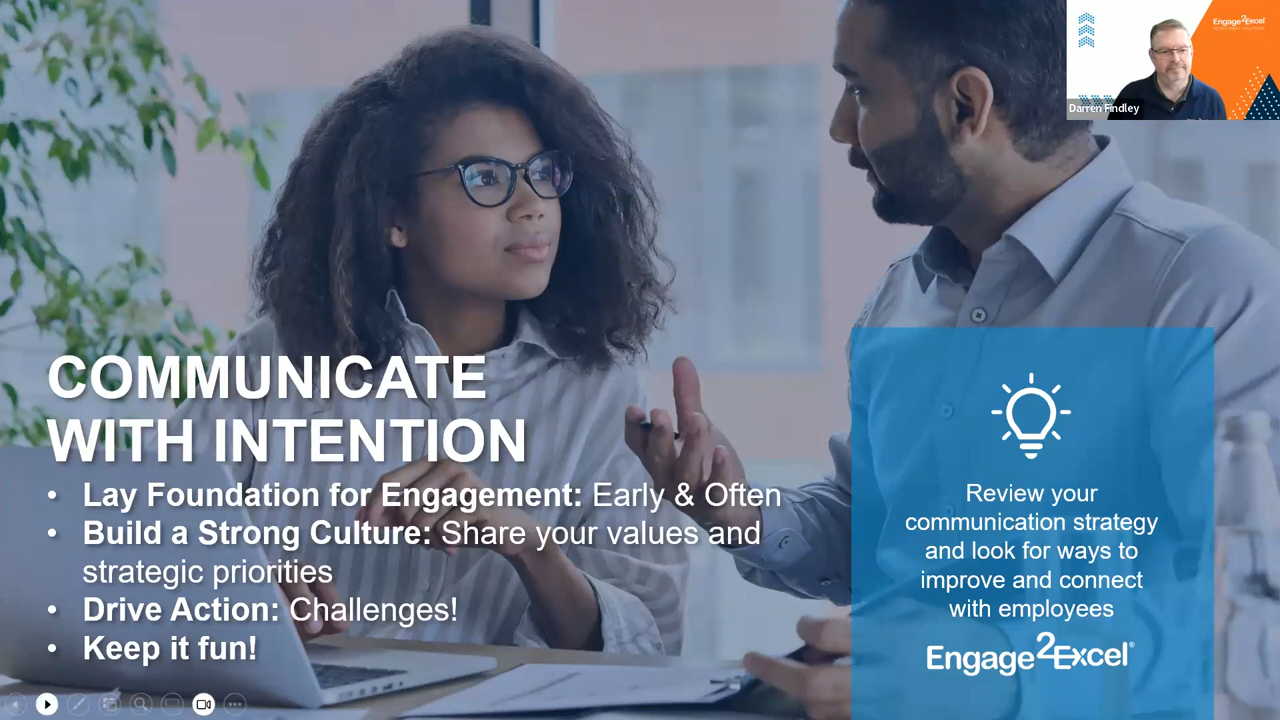 Engage2Excel
Darren Findley
COMMUNICATE
WITH INTENTION
• Lay Foundation for Engagement: Early & Often
• Build a Strong Culture: Share your values and
strategic priorities
• Drive Action: Challenges!
• Keep it fun!
Review your
communication strategy
and look for ways to
improve and connect
with employees
Engage2Excel®